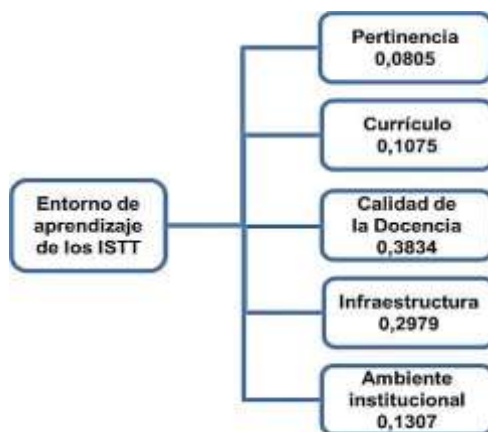 Pertinencia
0,0805
Currículo
0,1075
Entorno de
aprendizaje
de los ISTT
Calidad de
la Docencia
0,3834
Infraestructura
0,2979
Ambiente
institucional
0,1307